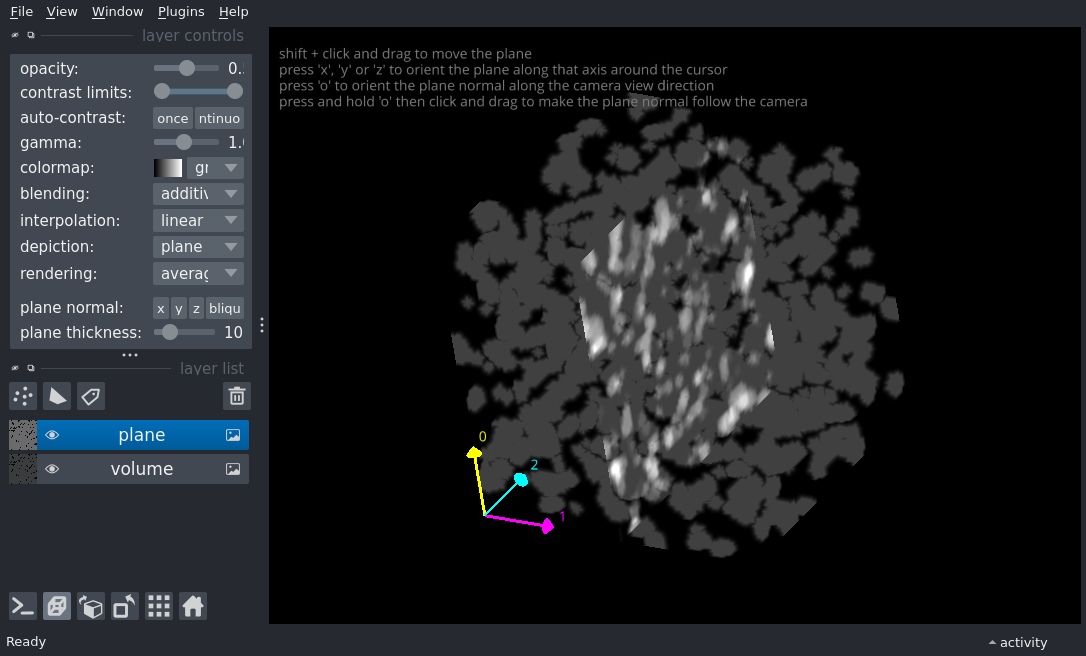 File View Window Plugins Help
layer controls
opacity: 0.
contrast limits:
auto-contrast: once ntinuo
gamma: 1.0
colormap: gr
blending: additiv
interpolation: linear
depiction: plane
rendering: averag
plane normal: x y z bliqu
plane thickness: 10
layer list
plane
volume
shift + click and drag to move the plane
press 'x', 'y' or 'z' to orient the plane along that axis around the cursor
press 'o' to orient the plane normal along the camera view direction
press and hold 'o' then click and drag to make the plane normal follow the camera
0
2
1
Ready
activity